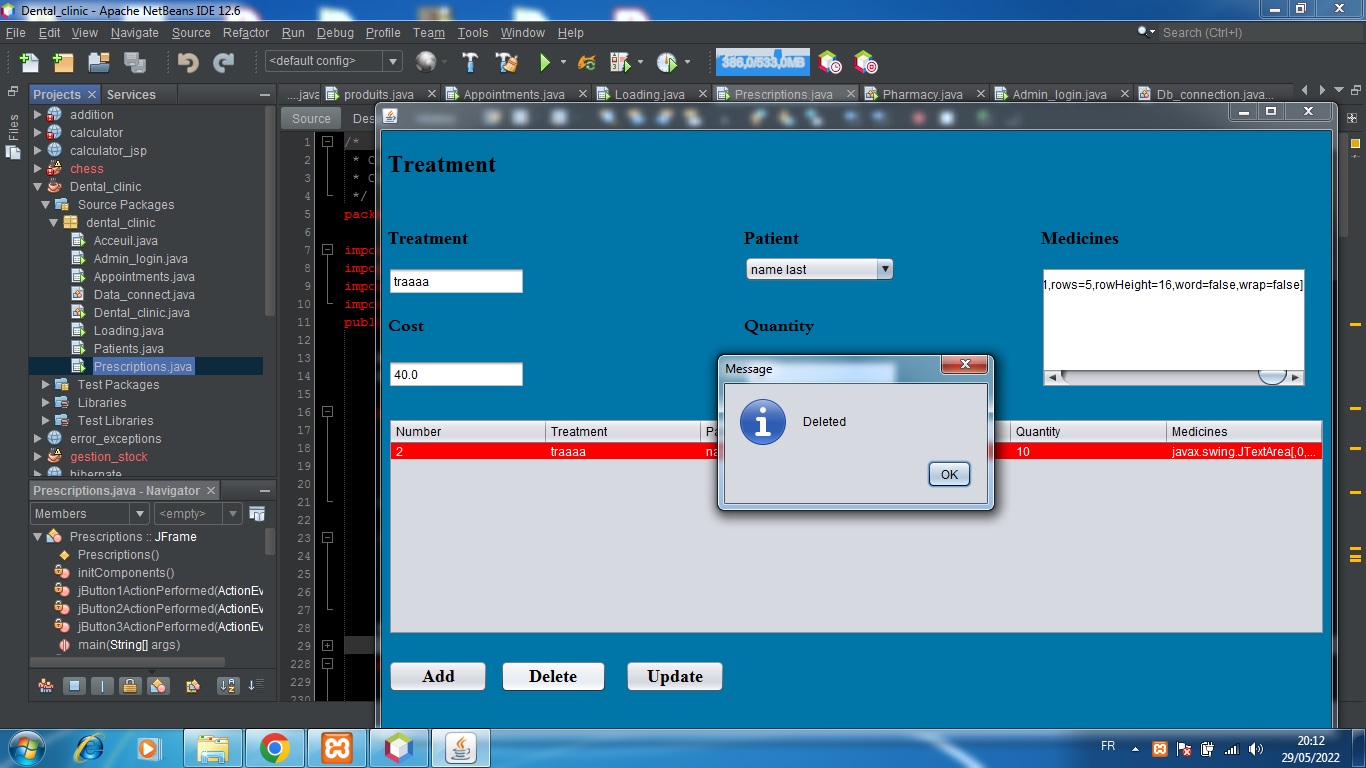 Dental_clinic - Apache NetBeans IDE 12.6
File Edit View Navigate Source Refactor Run Debug Profile Team Tools Window Help
Search (Ctrl+I)
<default config>
386,0/533,0MB
Projects Services
....java produits.java Appointments.java Loading.java Prescriptions.java Pharmacy.java Admin_login.java Db_connection.java...
Files
addition
calculator
calculator_jsp
chess
Dental_clinic
Source Packages
dental_clinic
Acceuil.java
Admin_login.java
Appointments.java
Data_connect.java
Dental_clinic.java
Loading.java
Patients.java
Prescriptions.java
Test Packages
Libraries
Test Libraries
error_exceptions
gestion_stock
hibernate
Prescriptions.java - Navigator
Members <empty>
Prescriptions :: JFrame
Prescriptions()
initComponents()
jButton1ActionPerformed(ActionEv
jButton2ActionPerformed(ActionEv
jButton3ActionPerformed(ActionEv
main(String[] args)
Source Des
1 /*
2 * C
3 * C
4 */
5 pack
6
7 impo
8 impo
9 impo
10 impo
11 publ
12
13
14
15
16
17
18
19
20
21
22
23
24
25
26
27
28
29
228
229
230
Treatment
Treatment Patient Medicines
traaaa name last 1,rows=5,rowHeight=16,word=false,wrap=false]
Cost Quantity
40.0
Message
Deleted
OK
Number Treatment Pa Quantity Medicines
2 traaaa na 10 javax.swing.JTextArea[,0,...
Add Delete Update
FR
20:12
29/05/2022